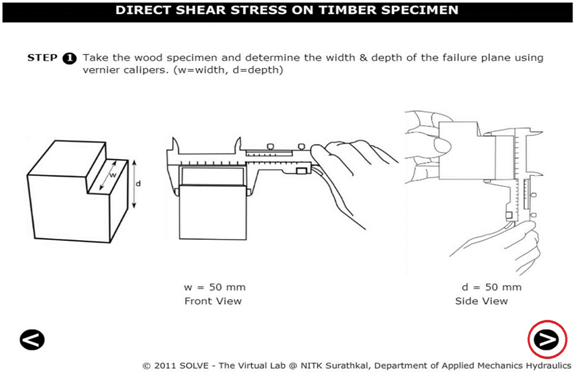 DIRECT SHEAR STRESS ON TIMBER SPECIMEN
STEP 1 Take the wood specimen and determine the width & depth of the failure plane using
vernier calipers. (w=width, d=depth)
w
d
w = 50 mm
Front View
d = 50 mm
Side View
© 2011 SOLVE - The Virtual Lab @ NITK Surathkal, Department of Applied Mechanics Hydraulics